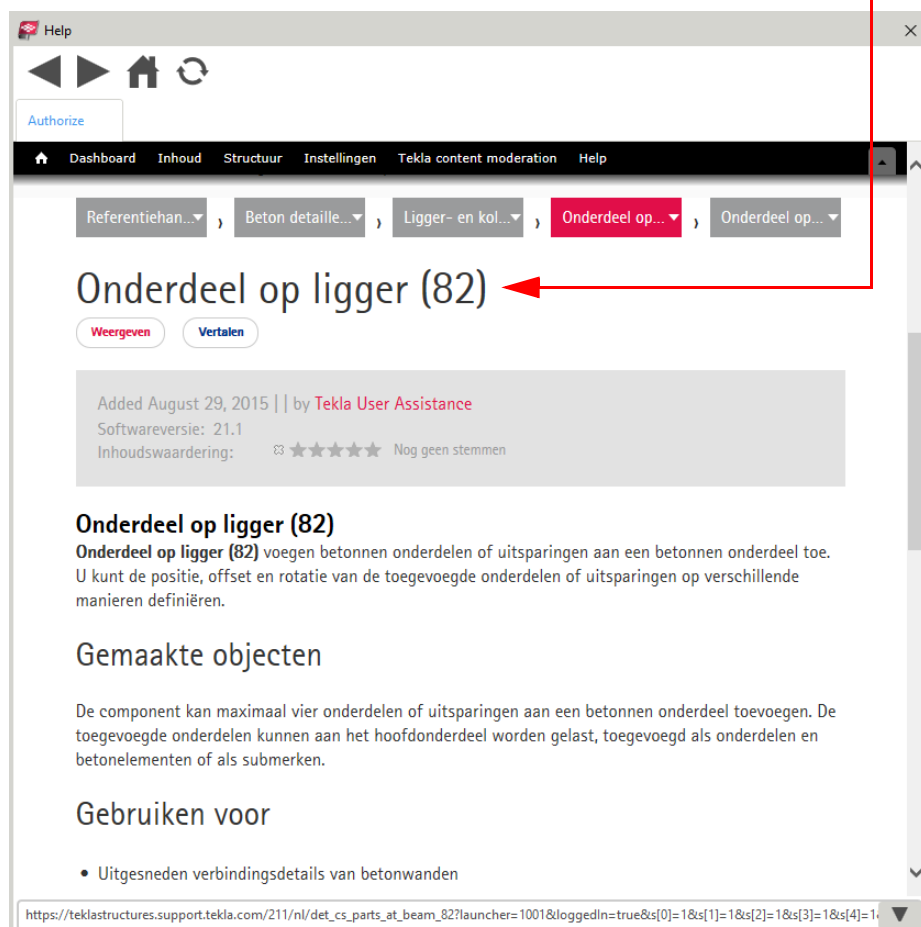 Help
Authorize
Dashboard Inhoud Structuur Instellingen Tekla content moderation Help
Referentiehan... Beton detaille... Ligger- en kol... Onderdeel op... Onderdeel op...
Onderdeel op ligger (82)
Weergeven Vertalen
Added August 29, 2015 | | by Tekla User Assistance
Softwareversie: 21.1
Inhoudswaardering: Nog geen stemmen
Onderdeel op ligger (82)
Onderdeel op ligger (82) voegen betonnen onderdelen of uitsparingen aan een betonnen onderdeel toe.
U kunt de positie, offset en rotatie van de toegevoegde onderdelen of uitsparingen op verschillende
manieren definiëren.
Gemaakte objecten
De component kan maximaal vier onderdelen of uitsparingen aan een betonnen onderdeel toevoegen. De
toegevoegde onderdelen kunnen aan het hoofdonderdeel worden gelast, toegevoegd als onderdelen en
betonelementen of als submerken.
Gebruiken voor
• Uitgesneden verbindingsdetails van betonwanden
https://teklastructures.support.tekla.com/211/nl/det_cs_parts_at_beam_82?launcher=1001&loggedIn=true&s[0]=1&s[1]=1&s[2]=1&s[3]=1&s[4]=1